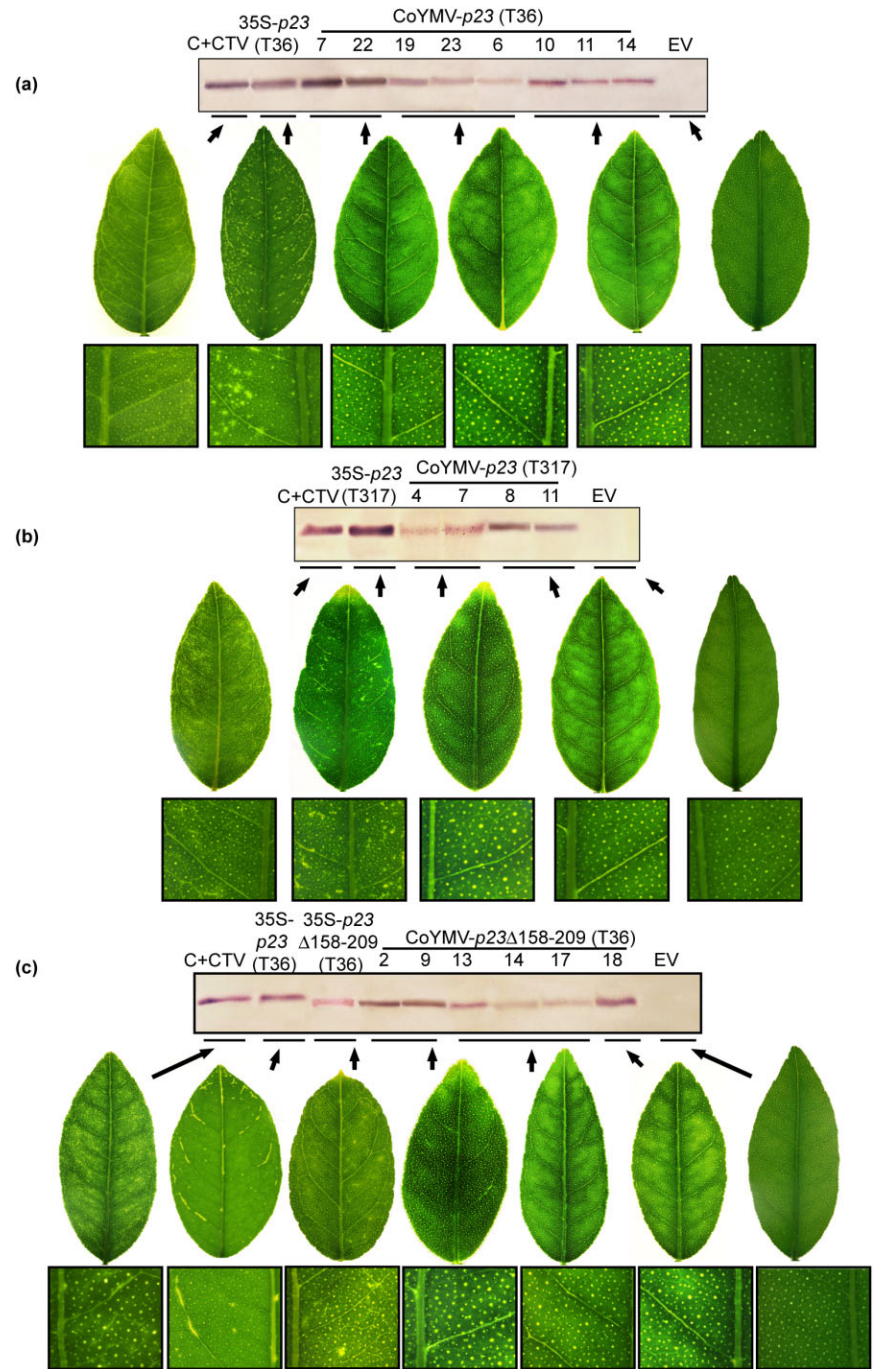 35S-p23 CoYMV-p23 (T36)
C+CTV (T36) 7 22 19 23 6 10 11 14 EV
(a)
35S-p23 CoYMV-p23 (T317)
C+CTV (T317) 4 7 8 11 EV
(b)
35S- 35S-p23
p23 Δ158-209 CoYMV-p23Δ158-209 (T36)
C+CTV (T36) (T36) 2 9 13 14 17 18 EV
(c)